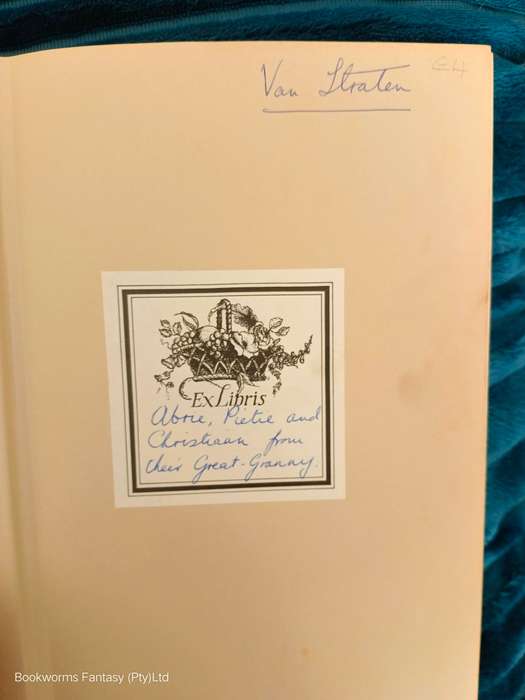 Van Straten
Ex Libris
Abrie, Pietie and
Christiaan from
their Great-Granny.
Bookworms Fantasy (Pty)Ltd